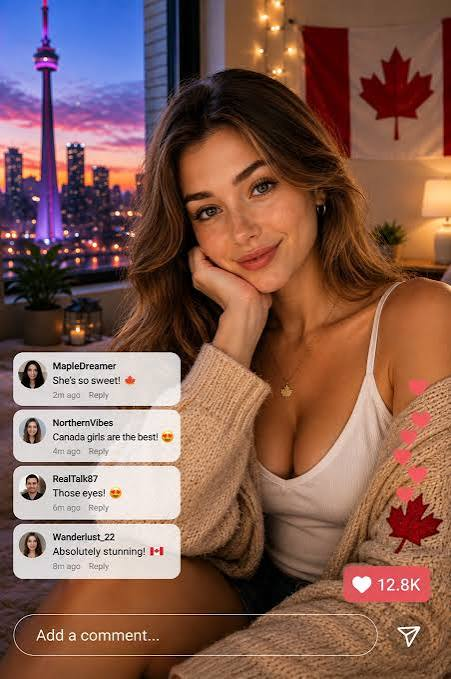 MapleDreamer
She's so sweet! 🍁
2m ago Reply
NorthernVibes
Canada girls are the best! 😍
4m ago Reply
RealTalk87
Those eyes! 😍
6m ago Reply
Wanderlust_22
Absolutely stunning! 🇨🇦
8m ago Reply
12.8K
Add a comment...